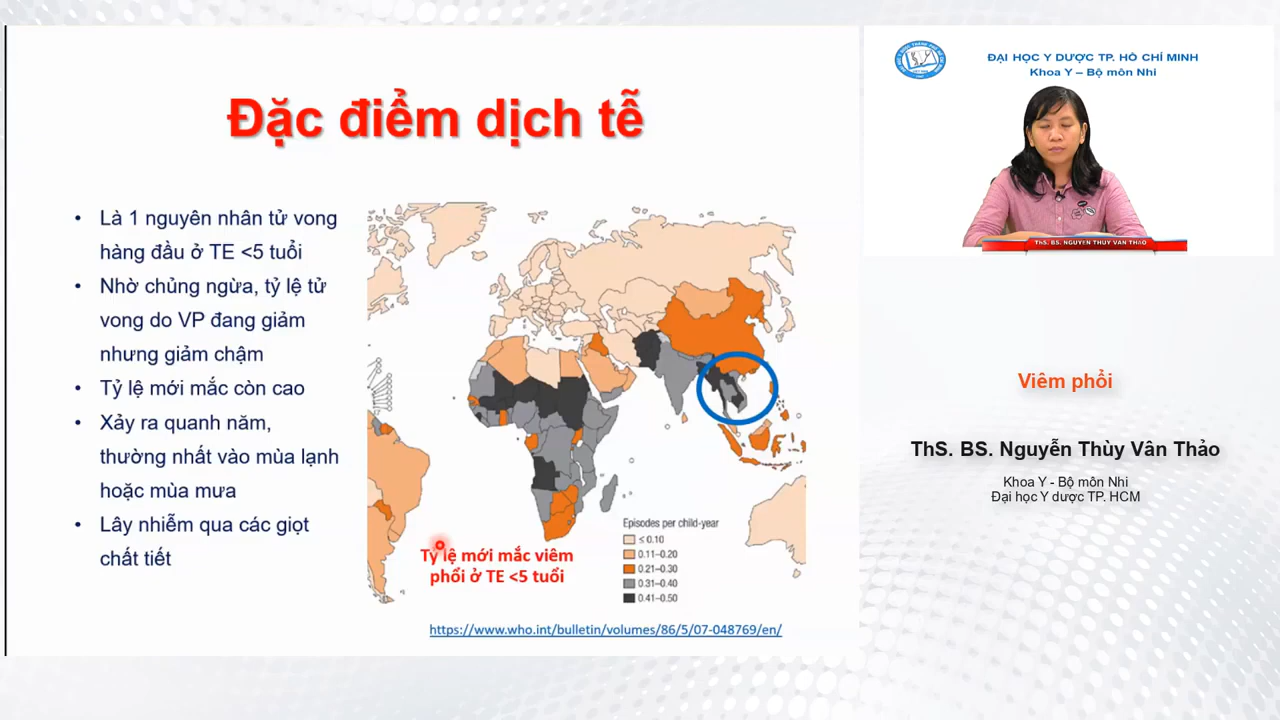 Đặc điểm dịch tễ
• Là 1 nguyên nhân tử vong
hàng đầu ở TE <5 tuổi
• Nhờ chủng ngừa, tỷ lệ tử
vong do VP đang giảm
nhưng giảm chậm
• Tỷ lệ mới mắc còn cao
• Xảy ra quanh năm,
thường nhất vào mùa lạnh
hoặc mùa mưa
• Lây nhiễm qua các giọt
chất tiết
Episodes per child-year
≤ 0.10
0.11–0.20
0.21–0.30
0.31–0.40
0.41–0.50
Tỷ lệ mới mắc viêm
phổi ở TE <5 tuổi
https://www.who.int/bulletin/volumes/86/5/07-048769/en/
ĐẠI HỌC Y DƯỢC TP. HỒ CHÍ MINH
Khoa Y – Bộ môn Nhi
ThS. BS. NGUYỄN THÙY VÂN THẢO
Viêm phổi
ThS. BS. Nguyễn Thùy Vân Thảo
Khoa Y - Bộ môn Nhi
Đại học Y dược TP. HCM